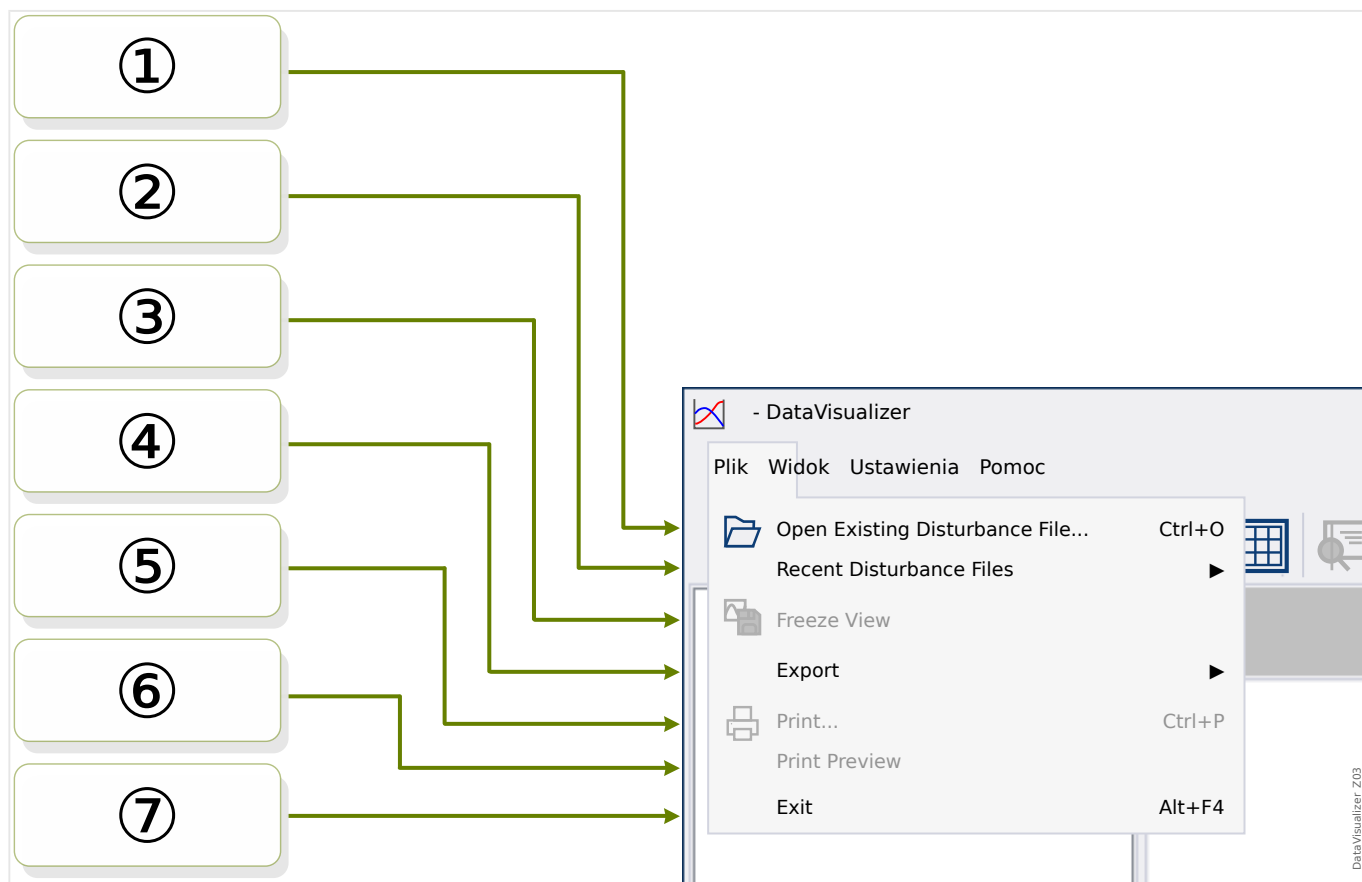 ①
②
③
④
⑤
⑥
⑦
- DataVisualizer
Plik Widok Ustawienia Pomoc
Open Existing Disturbance File... Ctrl+O
Recent Disturbance Files ▶
Freeze View
Export ▶
Print... Ctrl+P
Print Preview
Exit Alt+F4
DataVisualizer Z03